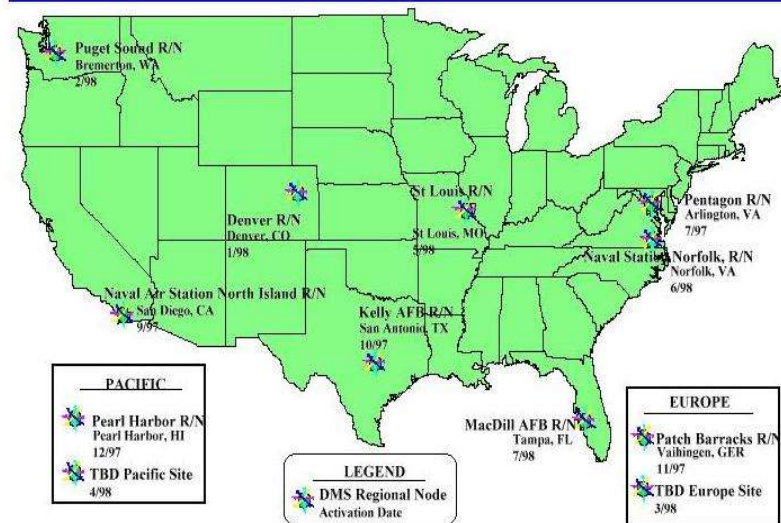 Puget Sound R/N
Bremerton, WA
2/98
Denver R/N
Denver, CO
1/98
St Louis R/N
St Louis, MO
5/98
Pentagon R/N
Arlington, VA
7/97
Naval Station Norfolk, R/N
Norfolk, VA
6/98
Naval Air Station North Island R/N
San Diego, CA
9/97
Kelly AFB R/N
San Antonio, TX
10/97
MacDill AFB R/N
Tampa, FL
7/98
PACIFIC
Pearl Harbor R/N
Pearl Harbor, HI
12/97
TBD Pacific Site
4/98
LEGEND
DMS Regional Node
Activation Date
EUROPE
Patch Barracks R/N
Vaihingen, GER
11/97
TBD Europe Site
3/98